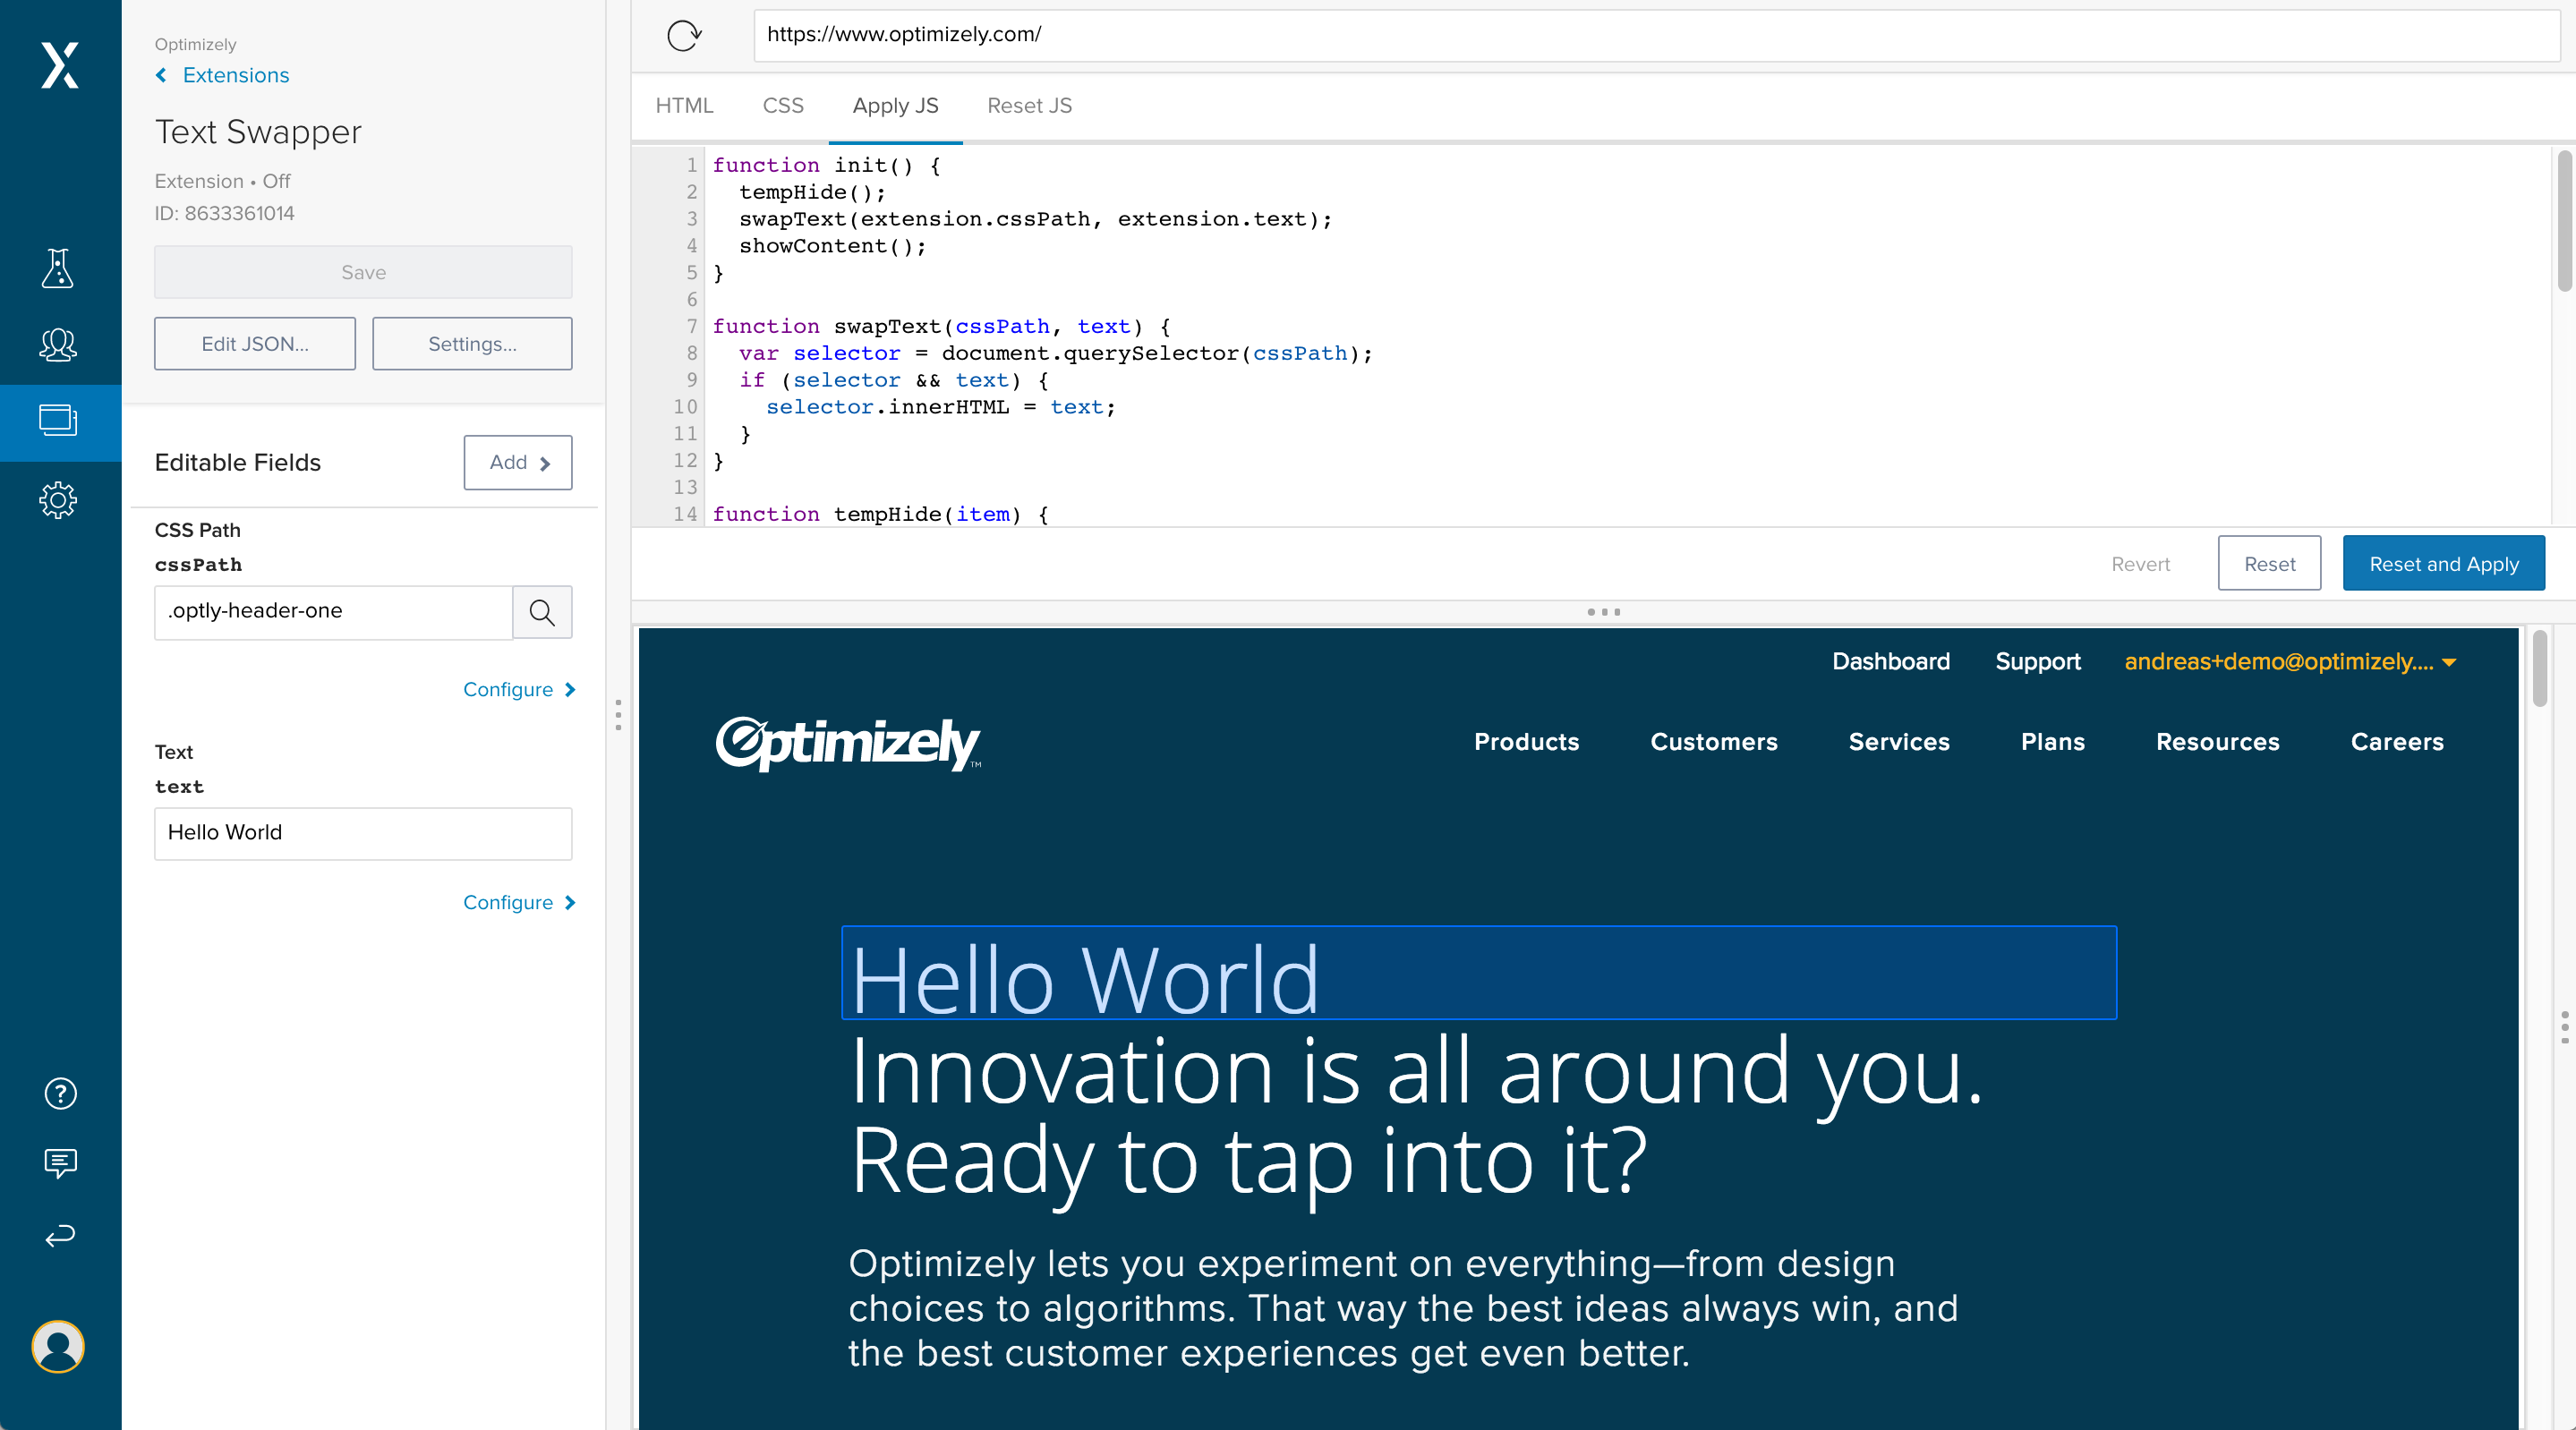 Optimizely
Extensions
Text Swapper
Extension • Off
ID: 8633361014
Save
Edit JSON...
Settings...
Editable Fields
Add
CSS Path
cssPath
.optly-header-one
Configure
Text
text
Hello World
Configure
https://www.optimizely.com/
HTML CSS Apply JS Reset JS
1 function init() {
2   tempHide();
3   swapText(extension.cssPath, extension.text);
4   showContent();
5 }
6
7 function swapText(cssPath, text) {
8   var selector = document.querySelector(cssPath);
9   if (selector && text) {
10     selector.innerHTML = text;
11   }
12 }
13
14 function tempHide(item) {
Revert Reset Reset and Apply
Dashboard Support andreas+demo@optimizely....
Optimizely™
Products Customers Services Plans Resources Careers
Hello World
Innovation is all around you.
Ready to tap into it?
Optimizely lets you experiment on everything—from design
choices to algorithms. That way the best ideas always win, and
the best customer experiences get even better.